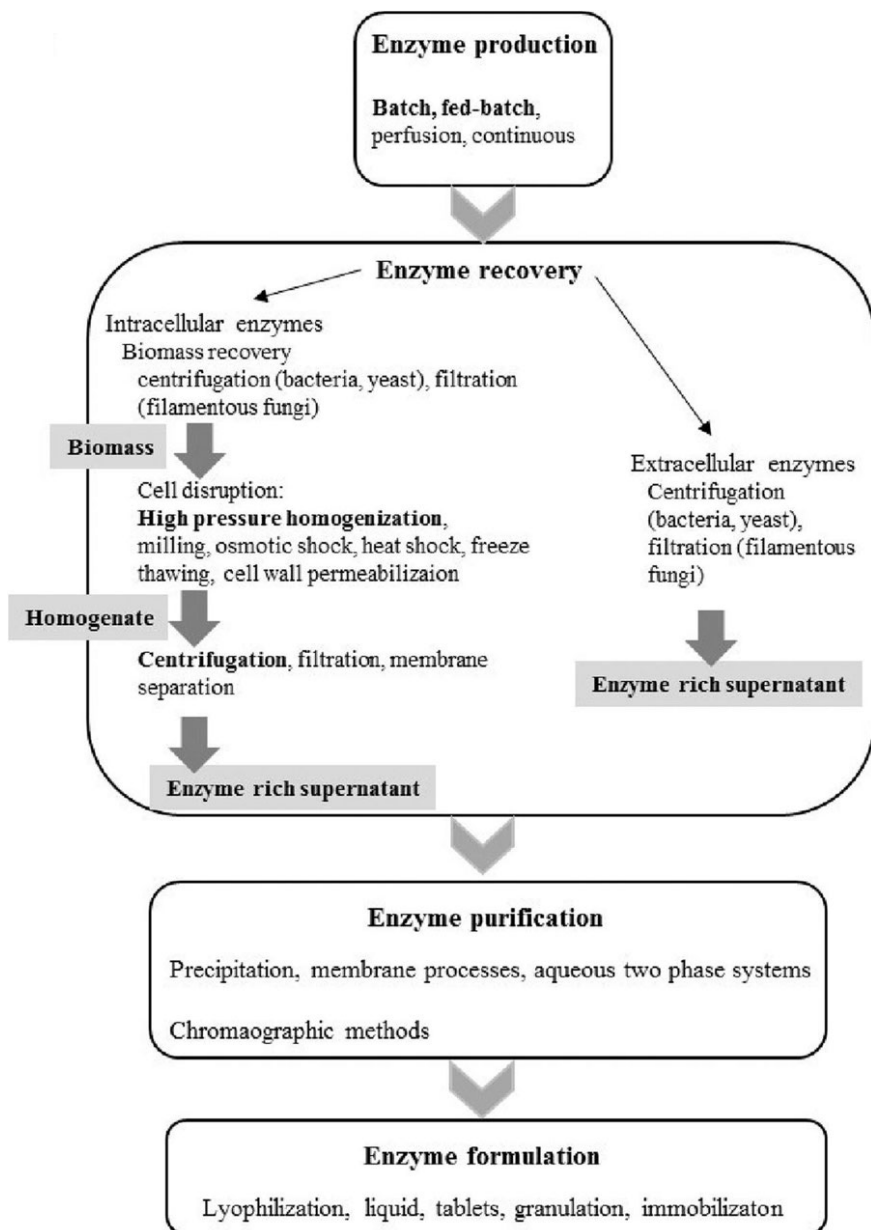 Enzyme production
Batch, fed-batch,
perfusion, continuous
Enzyme recovery
Intracellular enzymes
Biomass recovery
centrifugation (bacteria, yeast), filtration
(filamentous fungi)
Biomass
Cell disruption:
High pressure homogenization,
milling, osmotic shock, heat shock, freeze
thawing, cell wall permeabilizaion
Homogenate
Centrifugation, filtration, membrane
separation
Enzyme rich supernatant
Extracellular enzymes
Centrifugation
(bacteria, yeast),
filtration (filamentous
fungi)
Enzyme rich supernatant
Enzyme purification
Precipitation, membrane processes, aqueous two phase systems
Chromaographic methods
Enzyme formulation
Lyophilization, liquid, tablets, granulation, immobilizaton